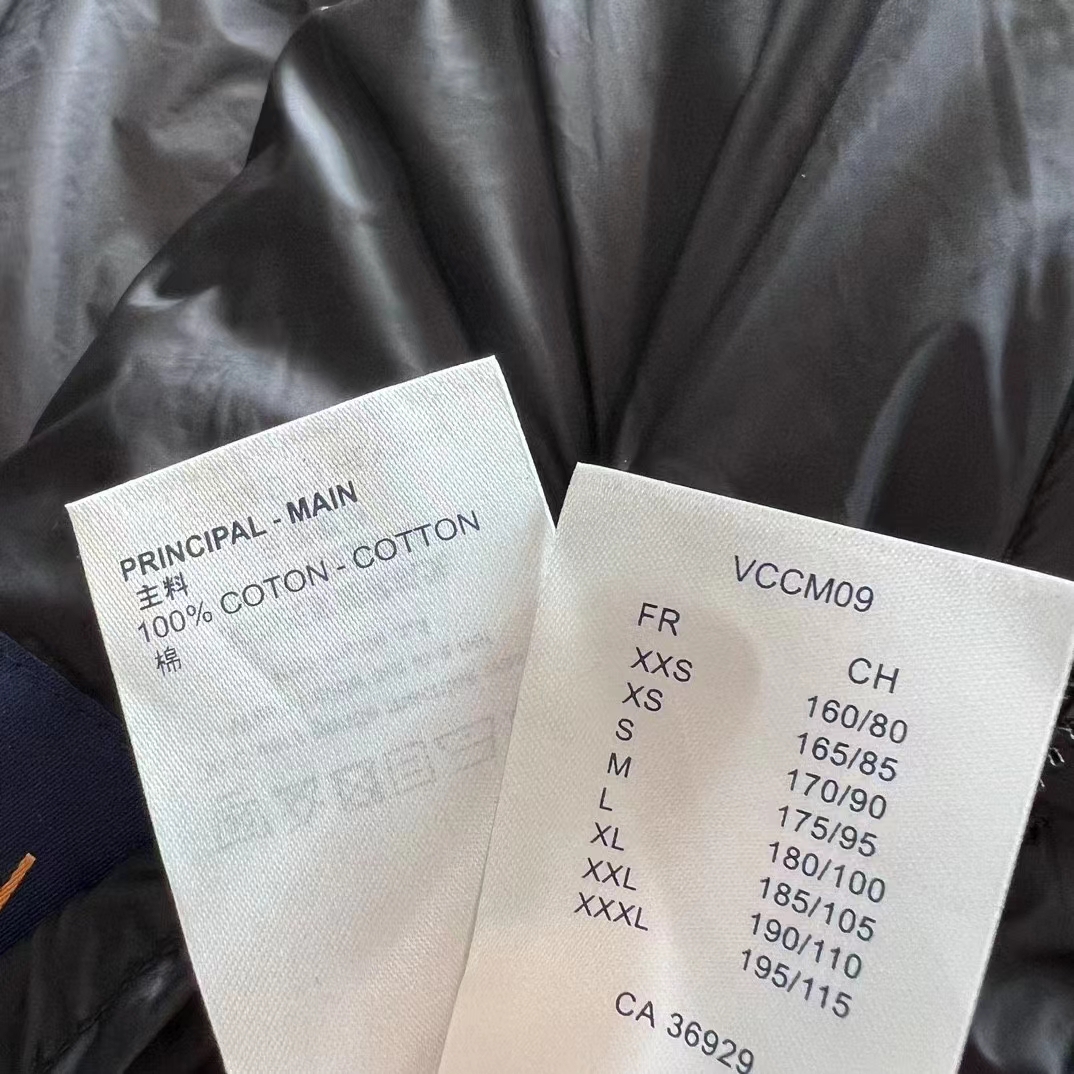 PRINCIPAL - MAIN
主料
100% COTON - COTTON
棉
VCCM09
FR CH
XXS 160/80
XS 165/85
S 170/90
M 175/95
L 180/100
XL 185/105
XXL 190/110
XXXL 195/115
CA 36929